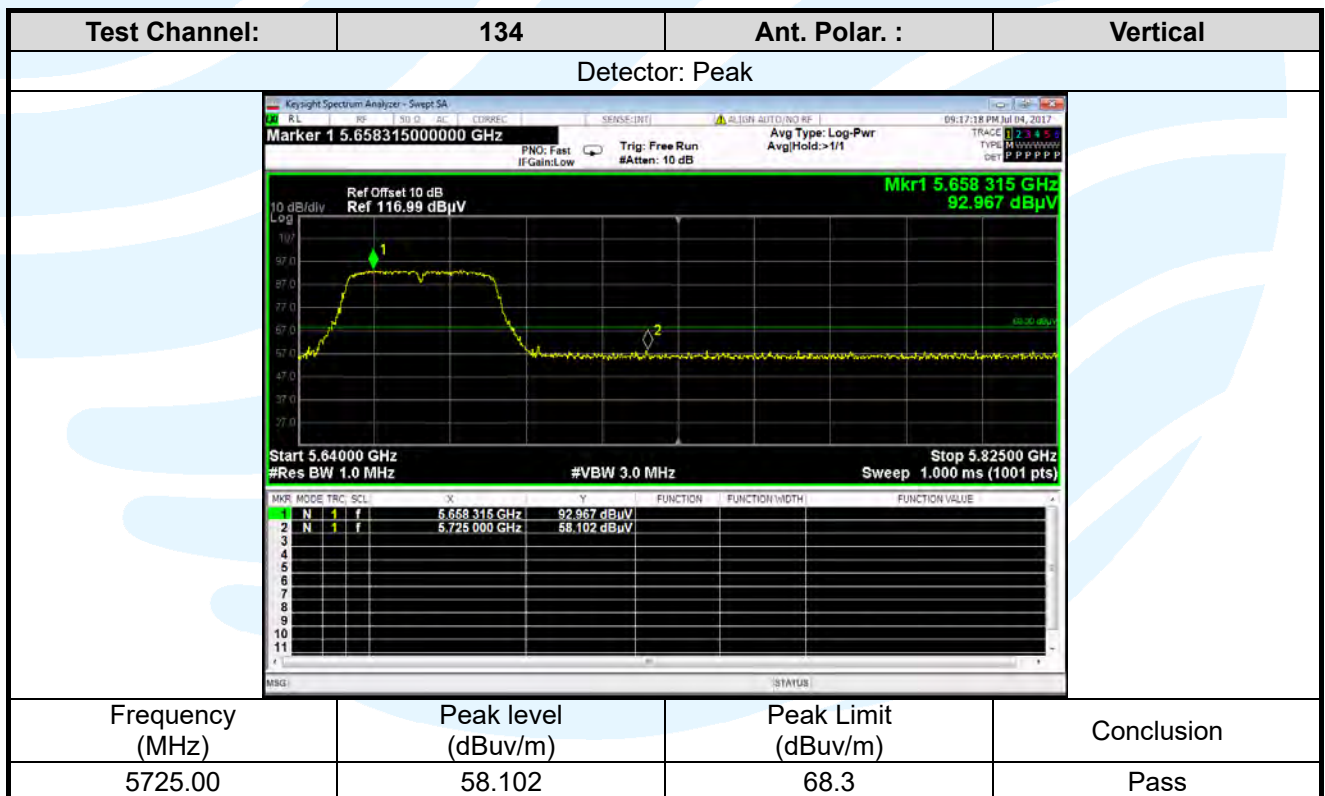 Test Channel: 134 Ant. Polar. : Vertical
Detector: Peak
Keysight Spectrum Analyzer - Swept SA
RL RF 50 Ω AC CORREC SENSE:INT ALIGN AUTO/NO RF 09:17:18 PM Jul 04, 2017
Marker 1 5.658315000000 GHz Avg Type: Log-Pwr TRACE 1 2 3 4 5 6
PNO: Fast Trig: Free Run Avg|Hold:>1/1 TYPE M WWWWW
IFGain:Low #Atten: 10 dB DET P P P P P P
Mkr1 5.658 315 GHz
Ref Offset 10 dB
10 dB/div Ref 116.99 dBµV 92.967 dBµV
Log
107
97.0
1
87.0
77.0
67.0
2
57.0
47.0
37.0
27.0
Start 5.64000 GHz Stop 5.82500 GHz
#Res BW 1.0 MHz #VBW 3.0 MHz Sweep 1.000 ms (1001 pts)
MKR MODE TRC SCL X Y FUNCTION FUNCTION WIDTH FUNCTION VALUE
1 N 1 f 5.658 315 GHz 92.967 dBuV
2 N 1 f 5.725 000 GHz 58.102 dBuV
3
4
5
6
7
8
9
10
11
MSG STATUS
Frequency (MHz) Peak level (dBuv/m) Peak Limit (dBuv/m) Conclusion
5725.00 58.102 68.3 Pass